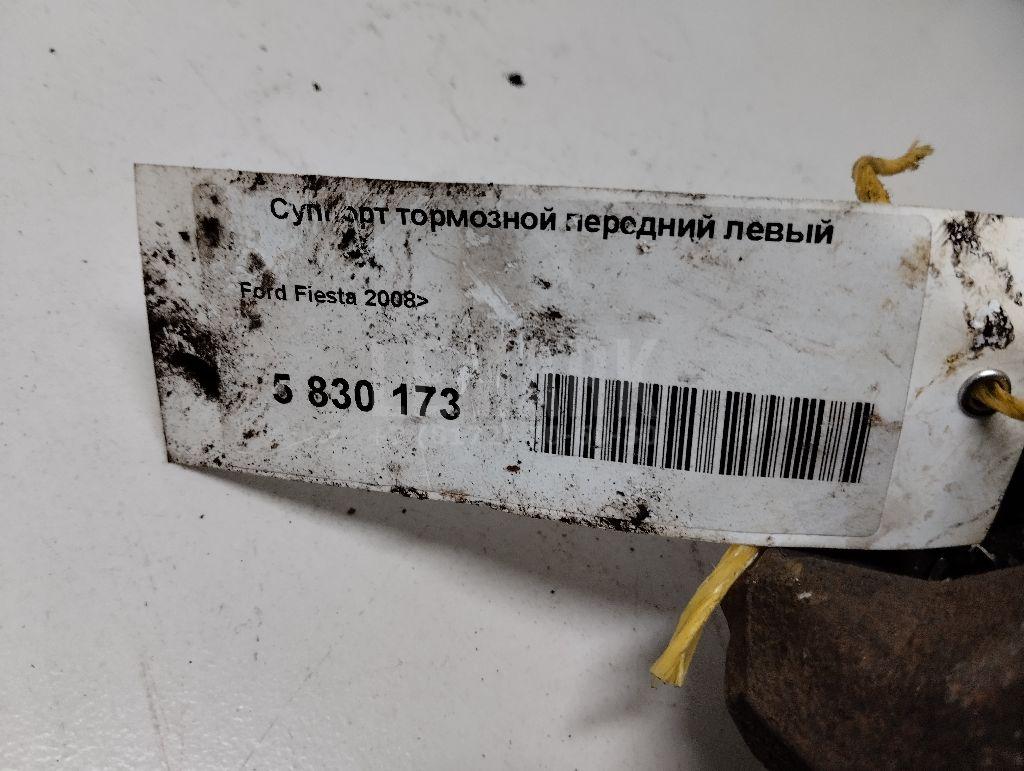 Суппорт тормозной передний левый
Ford Fiesta 2008>
5 830 173